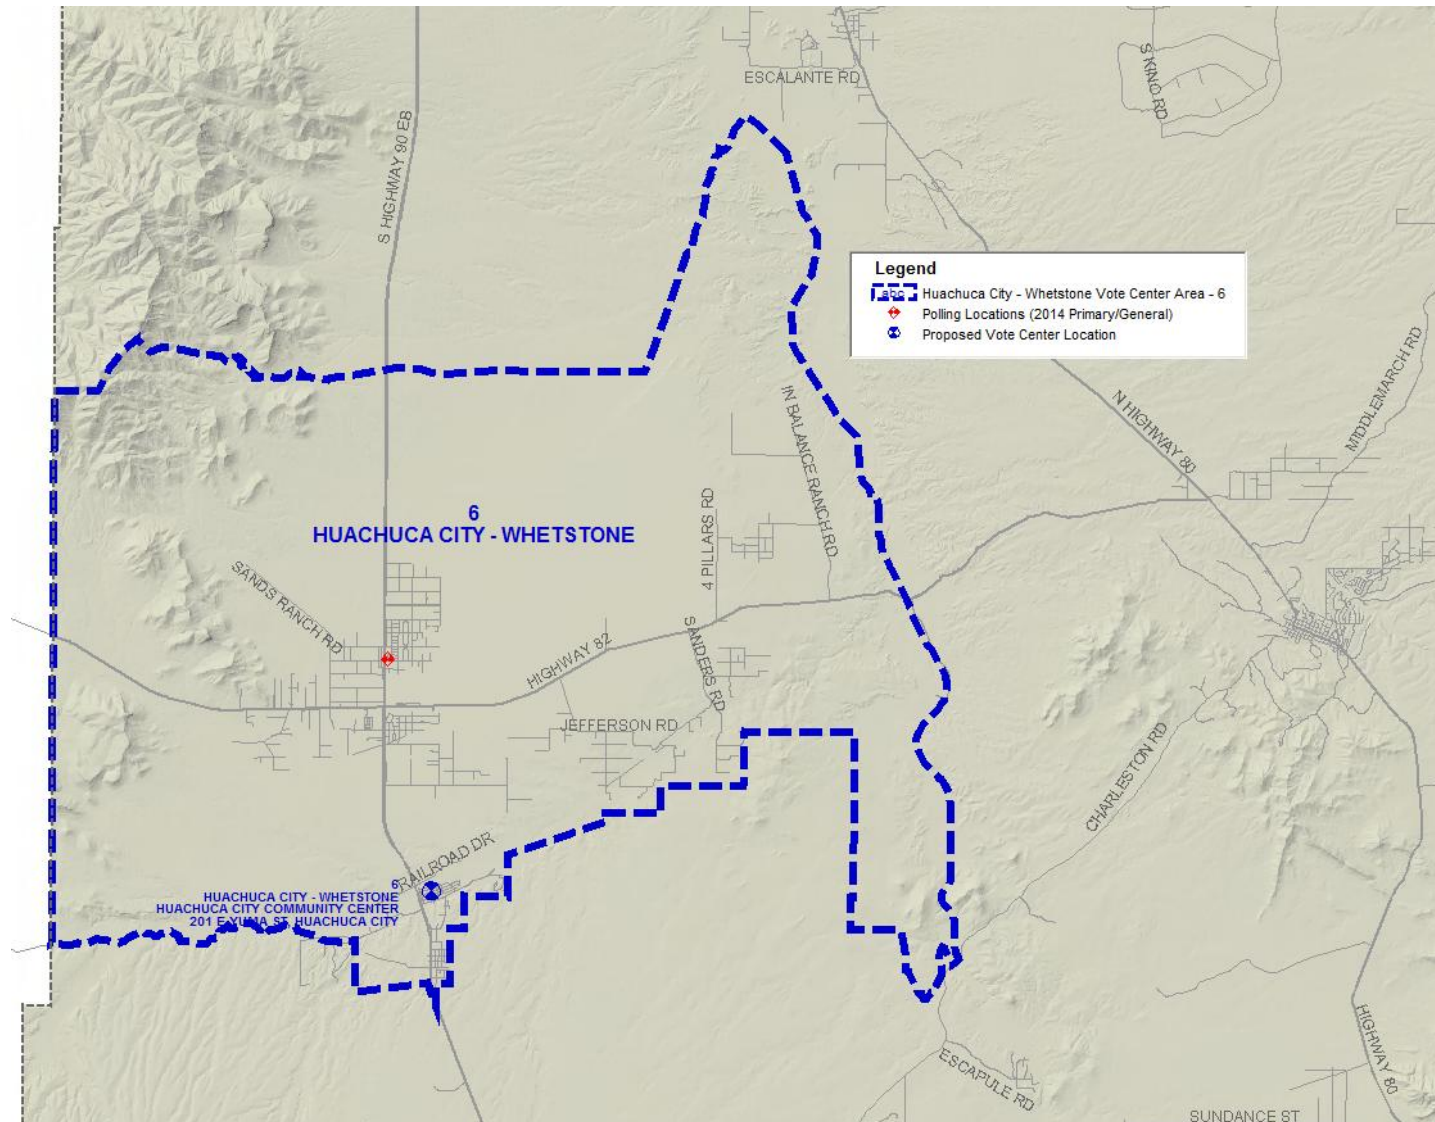 ESCALANTE RD
S KINO RD
S HIGHWAY 90 EB
Legend
abc Huachuca City - Whetstone Vote Center Area - 6
Polling Locations (2014 Primary/General)
Proposed Vote Center Location
N HIGHWAY 80
MIDDLEMARCH RD
IN BALANCE RANCH RD
4 PILLARS RD
6
HUACHUCA CITY - WHETSTONE
SANDS RANCH RD
HIGHWAY 82
SANDERS RD
JEFFERSON RD
CHARLESTON RD
RAILROAD DR
6
HUACHUCA CITY - WHETSTONE
HUACHUCA CITY COMMUNITY CENTER
201 E YUMA ST, HUACHUCA CITY
ESCAPULE RD
HIGHWAY 80
SUNDANCE ST